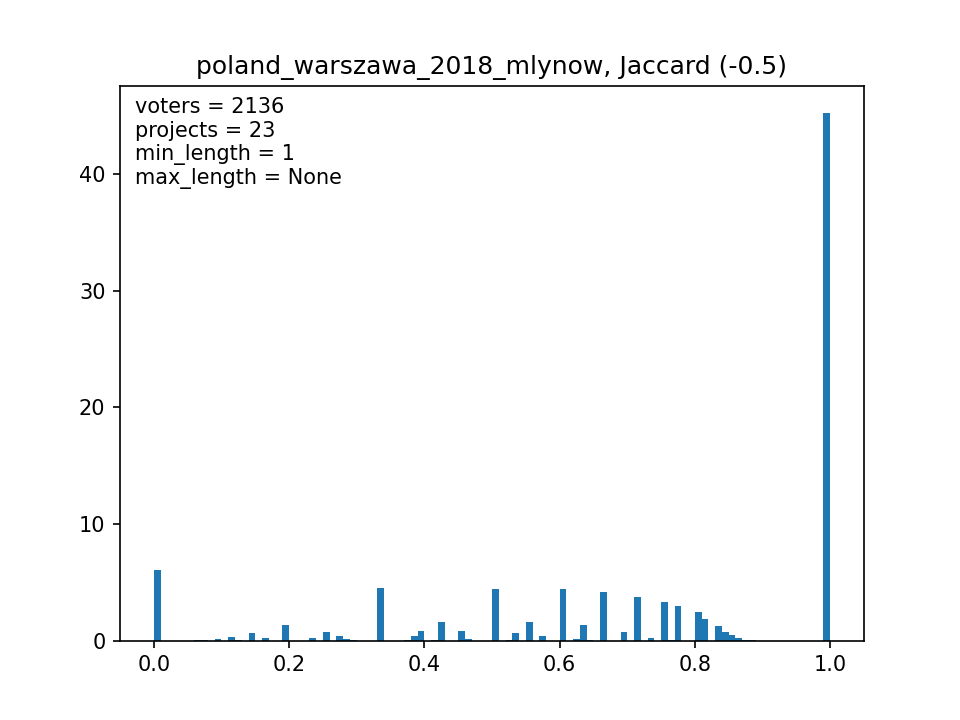 poland_warszawa_2018_mlynow, Jaccard (-0.5)
voters = 2136
projects = 23
min_length = 1
max_length = None
40
30
20
10
0
0.0 0.2 0.4 0.6 0.8 1.0